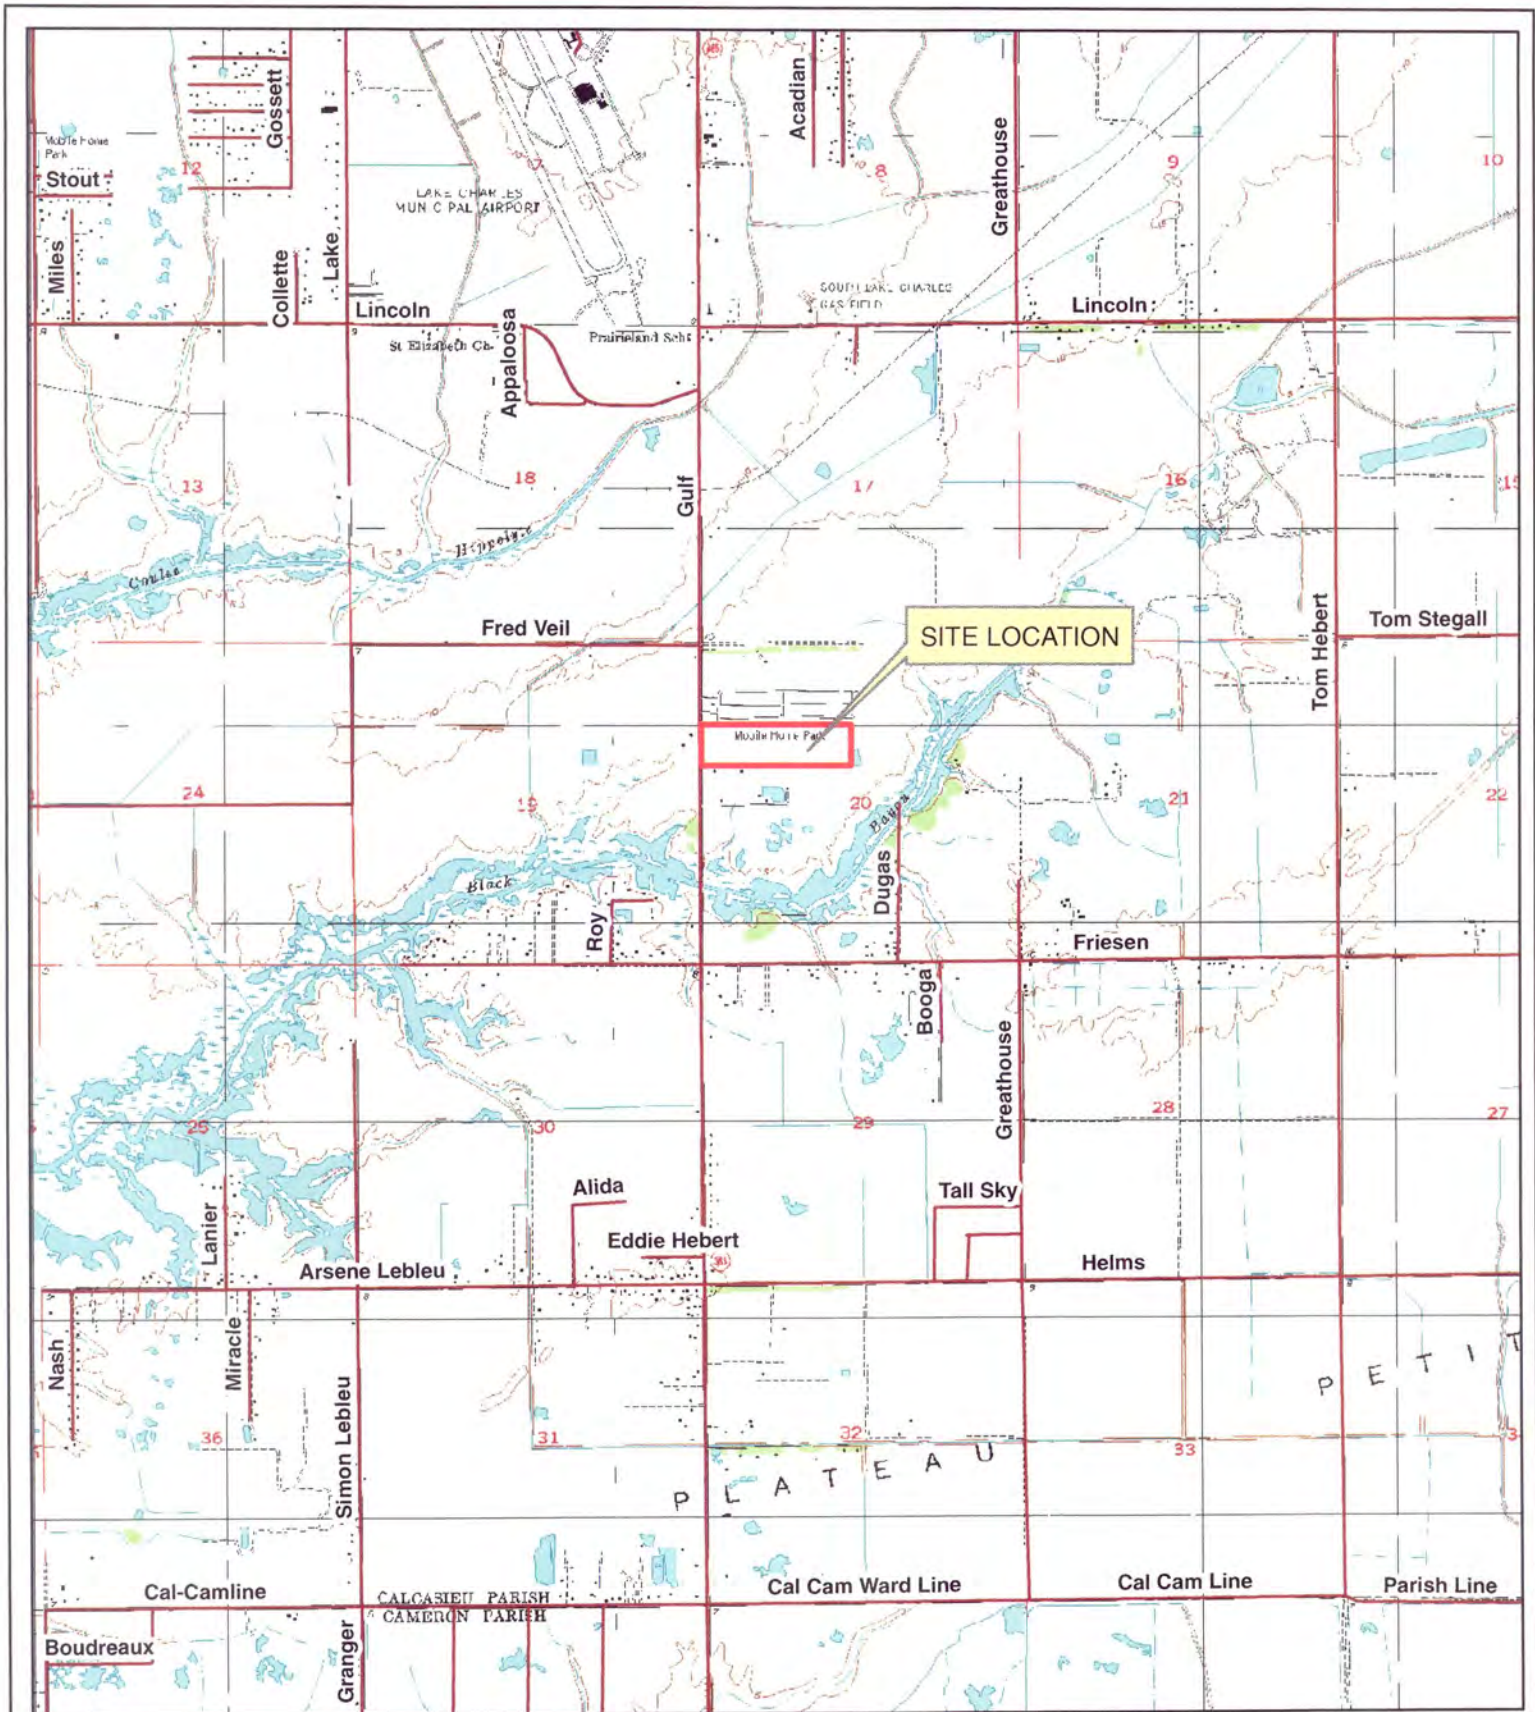 Gossett
Acadian
Greathouse
Mobile Home
Park
12
7
8
9
10
Stout
LAKE CHARLES
MUNICIPAL AIRPORT
Miles
Collette
Lake
SOUTH LAKE CHARLES
GAS FIELD
Lincoln
Lincoln
St Elizabeth Ch
Prairieland Sch
Appaloosa
13
18
Gulf
17
16
15
Coulee
Hippolyte
Fred Veil
SITE LOCATION
Tom Hebert
Tom Stegall
Mobile Home Park
24
19
20
21
22
Bayou
Black
Dugas
Roy
Friesen
Booga
Greathouse
25
30
29
28
27
Lanier
Alida
Tall Sky
Eddie Hebert
Arsene Lebleu
Helms
Nash
Miracle
Simon Lebleu
PETIT
36
31
32
33
PLATEAU
Cal-Camline
CALCASIEU PARISH
CAMERON PARISH
Cal Cam Ward Line
Cal Cam Line
Parish Line
Boudreaux
Granger